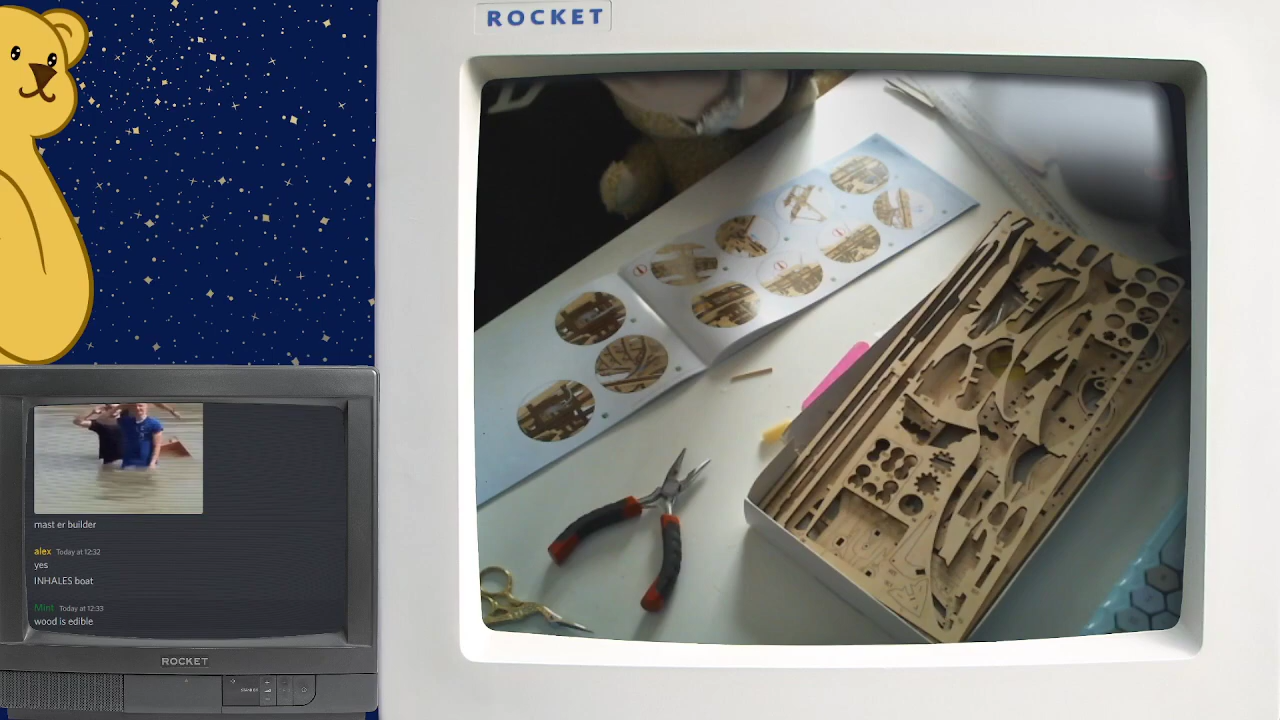 ROCKET
mast er builder
alex Today at 12:32
yes
INHALES boat
Mint Today at 12:33
wood is edible
ROCKET